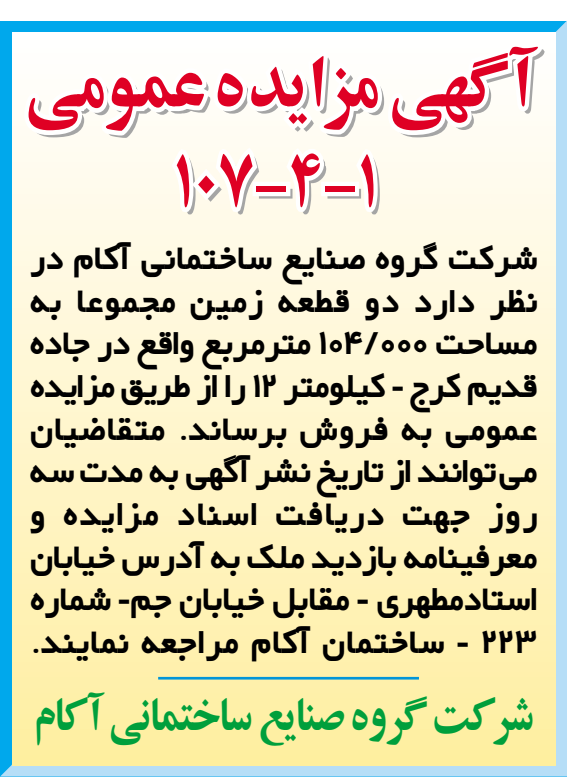 آگهی مزایده عمومی
۱۰۷-۴-۱
شرکت گروه صنایع ساختمانی آکام در
نظر دارد دو قطعه زمین مجموعا به
مساحت ۱۰۴/۰۰۰ مترمربع واقع در جاده
قدیم کرج - کیلومتر ۱۲ را از طریق مزایده
عمومی به فروش برساند. متقاضیان
می‌توانند از تاریخ نشر آگهی به مدت سه
روز جهت دریافت اسناد مزایده و
معرفینامه بازدید ملک به آدرس خیابان
استادمطهری - مقابل خیابان جم- شماره
۲۲۳ - ساختمان آکام مراجعه نمایند.
شرکت گروه صنایع ساختمانی آکام